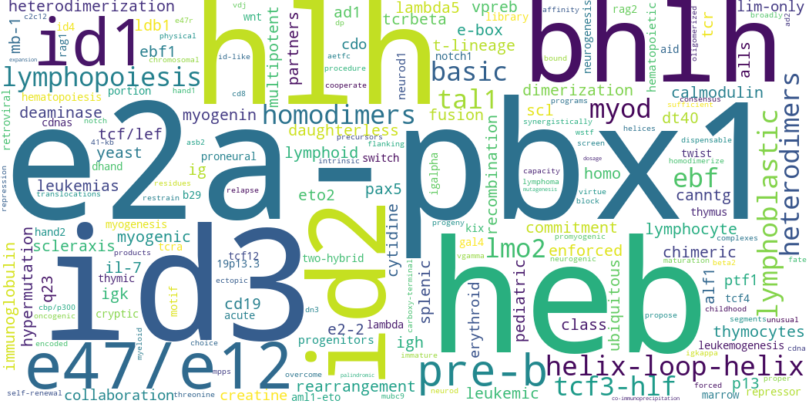 heterodimerization
id1
hlh
bhlh
lambda5
vpreb
library
affinity
rag2
lim-only
ad2
vdj
wnt
c2c12
id4
e47r
mb-1
rag1
physical
ldb1
ad1
tcrbeta
dp
cdo
e-box
tcr
broadly
neurogenesis
hematopoietic
oligomerized
expansion
ebf1
chromosomal
multipotent
partners
aetfc
procedure
neurod1
notch1
t-lineage
id-like
cd8
cooperate
basic
bound
aid
alls
lymphopoiesis
hematopoiesis
portion
hand1
tal1
dimerization
programs
calmodulin
consensus
sufficient
retroviral
deaminase
cdnas
notch
myogenin
homodimers
fusion
scl
synergistically
myod
dt40
heterodimers
daughterless
precursors
flanking
wstf
helices
dispensable
41-kb
asb2
tcf/lef
yeast
proneural
lymphoid
intrinsic
switch
screen
dosage
homodimerize
twist
e2a-pbx1
ig
igalpha
recombination
homo
ebf
canntg
lymphoblastic
leukemias
dhand
residues
restrain
b29
relapse
eto2
pax5
capacity
lymphoma
mutagenesis
virtue
block
thymus
repression
translocations
hand2
myogenesis
progeny
commitment
lymphocyte
complexes
myogenic
tcra
id2
cytidine
kix
gal4
promyogenic
neurogenic
maturation
beta2
fate
scleraxis
products
tcf12
two-hybrid
lmo2
enforced
chimeric
vgamma
immunoglobulin
hypermutation
q23
il-7
thymic
igk
motif
19p13.3
ectopic
id3
heb
carboxy-terminal
splenic
erythroid
pediatric
ubiquitous
alf1
ptf1
tcf4
childhood
cbp/p300
oncogenic
cryptic
cd19
acute
dn3
lambda
e2-2
class
propose
segments
unusual
thymocytes
encoded
myeloid
choice
progenitors
igh
immature
leukemogenesis
cdna
igkappa
e47/e12
mpps
overcome
palindromic
pre-b
helix-loop-helix
forced
p13
proper
self-renewal
collaboration
threonine
creatine
rearrangement
aml1-eto
mubc9
neurod
leukemic
tcf3-hlf
co-immunoprecipitation
marrow
repressor